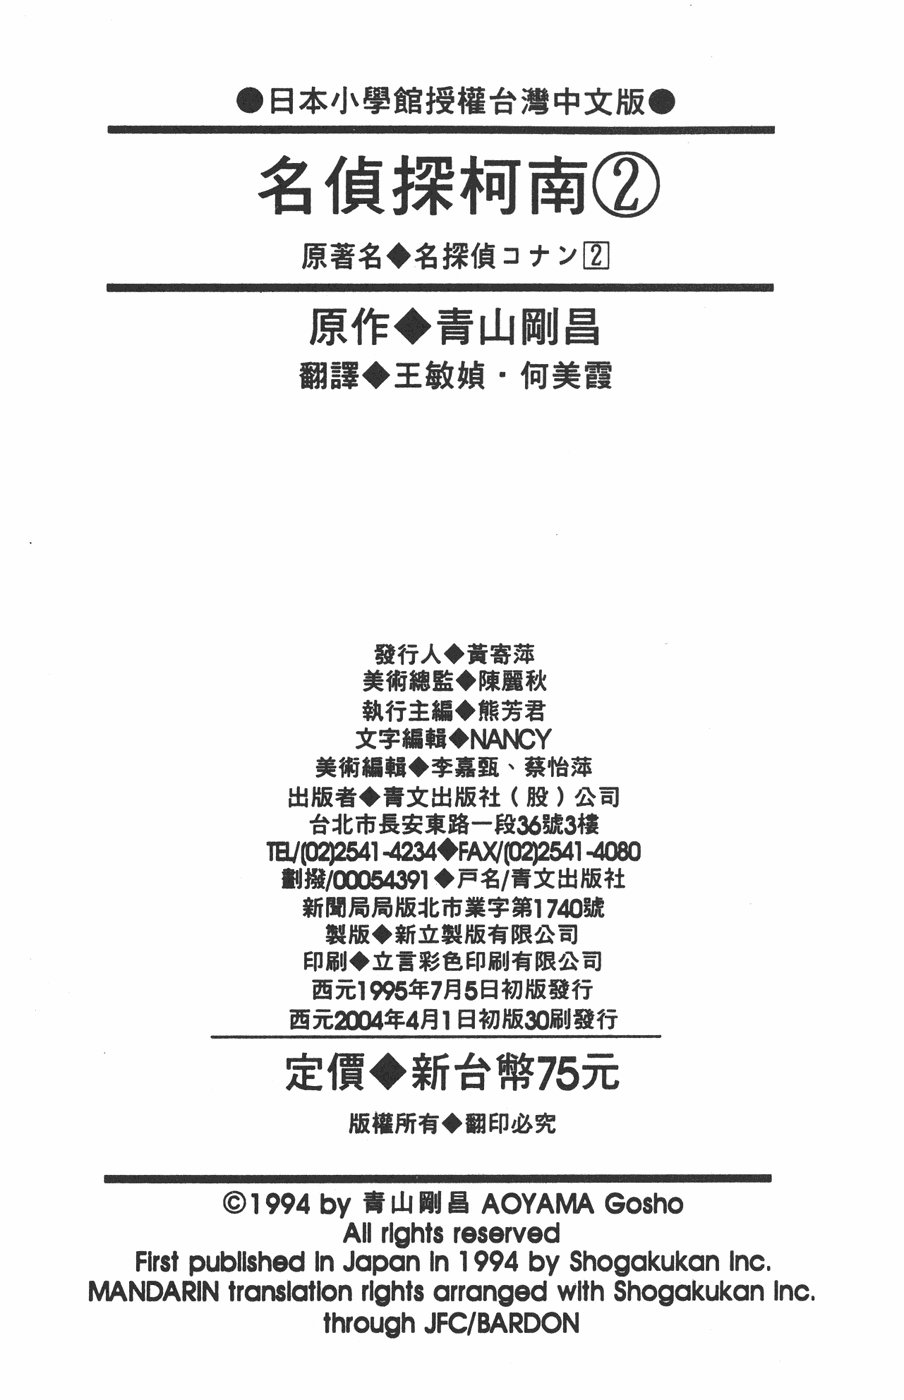 ●日本小學館授權台灣中文版●
名偵探柯南②
原著名◆名探偵コナン2
原作◆青山剛昌
翻譯◆王敏媜・何美霞
發行人◆黃寄萍
美術總監◆陳麗秋
執行主編◆熊芳君
文字編輯◆NANCY
美術編輯◆李嘉甄、蔡怡萍
出版者◆青文出版社（股）公司
台北市長安東路一段36號3樓
TEL/(02)2541-4234◆FAX/(02)2541-4080
劃撥/00054391◆戶名/青文出版社
新聞局局版北市業字第1740號
製版◆新立製版有限公司
印刷◆立言彩色印刷有限公司
西元1995年7月5日初版發行
西元2004年4月1日初版30刷發行
定價◆新台幣75元
版權所有◆翻印必究
©1994 by 青山剛昌 AOYAMA Gosho
All rights reserved
First published in Japan in 1994 by Shogakukan Inc.
MANDARIN translation rights arranged with Shogakukan Inc.
through JFC/BARDON